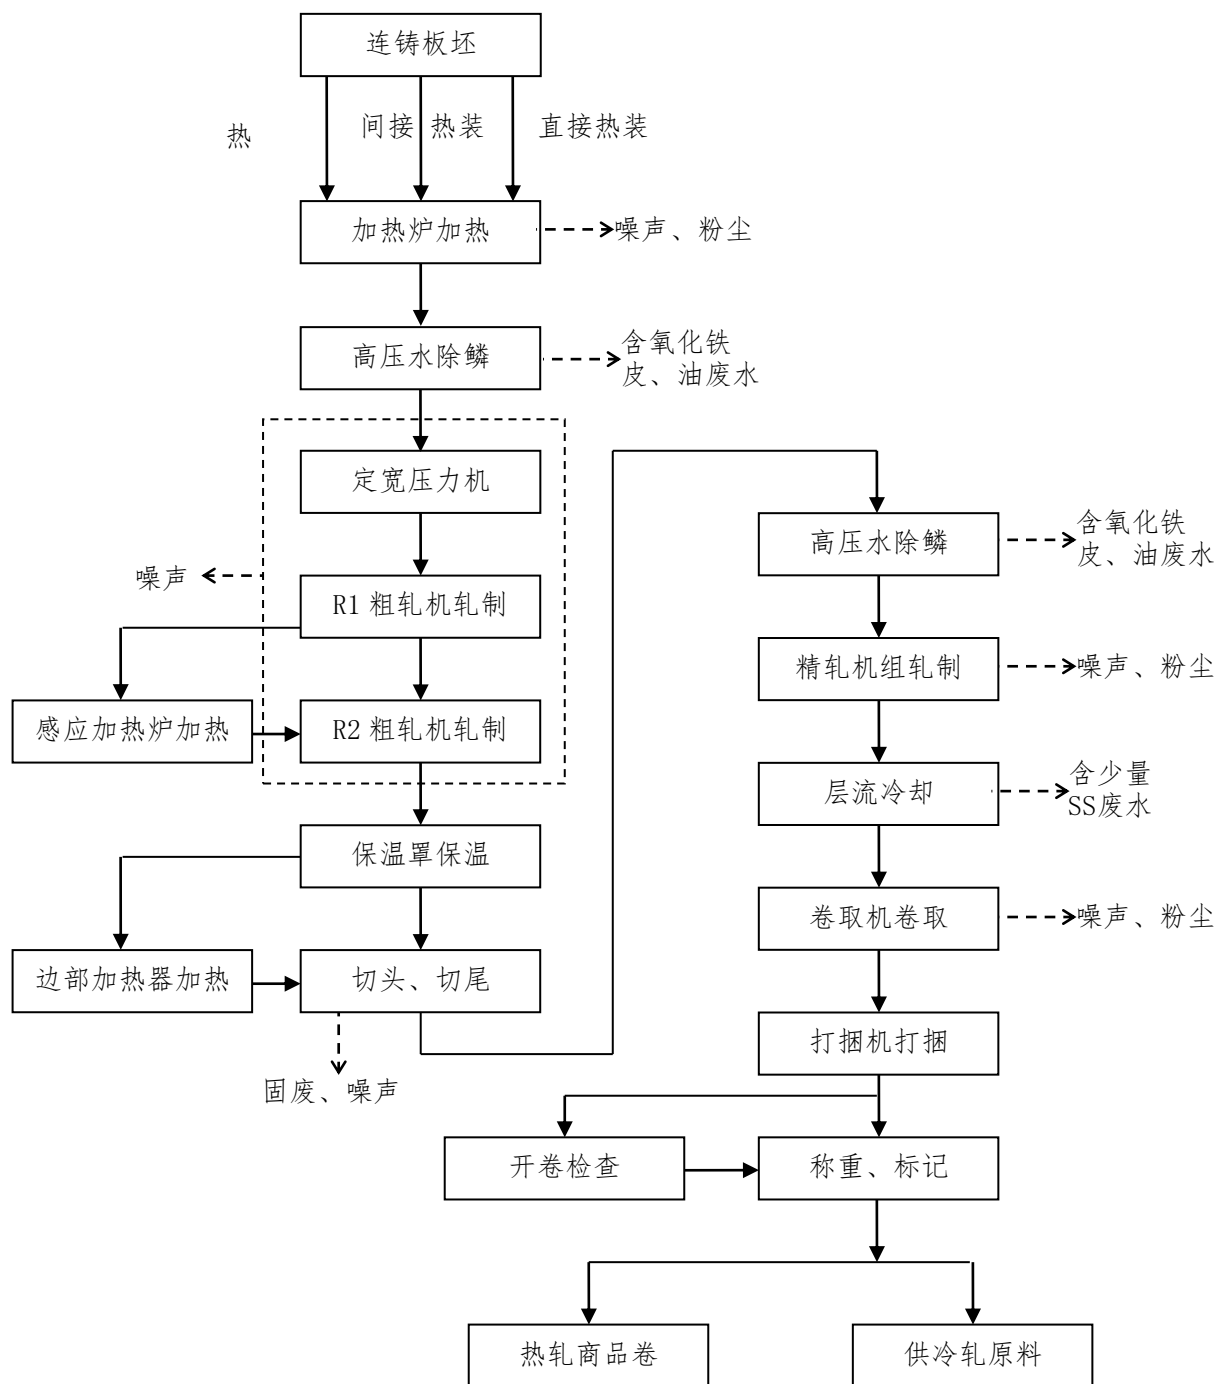 连铸板坯
热
间接 热装
直接热装
加热炉加热
噪声、粉尘
高压水除鳞
含氧化铁
皮、油废水
定宽压力机
噪声
R1 粗轧机轧制
感应加热炉加热
R2 粗轧机轧制
保温罩保温
边部加热器加热
切头、切尾
固废、噪声
高压水除鳞
含氧化铁
皮、油废水
精轧机组轧制
噪声、粉尘
层流冷却
含少量
SS废水
卷取机卷取
噪声、粉尘
打捆机打捆
开卷检查
称重、标记
热轧商品卷
供冷轧原料